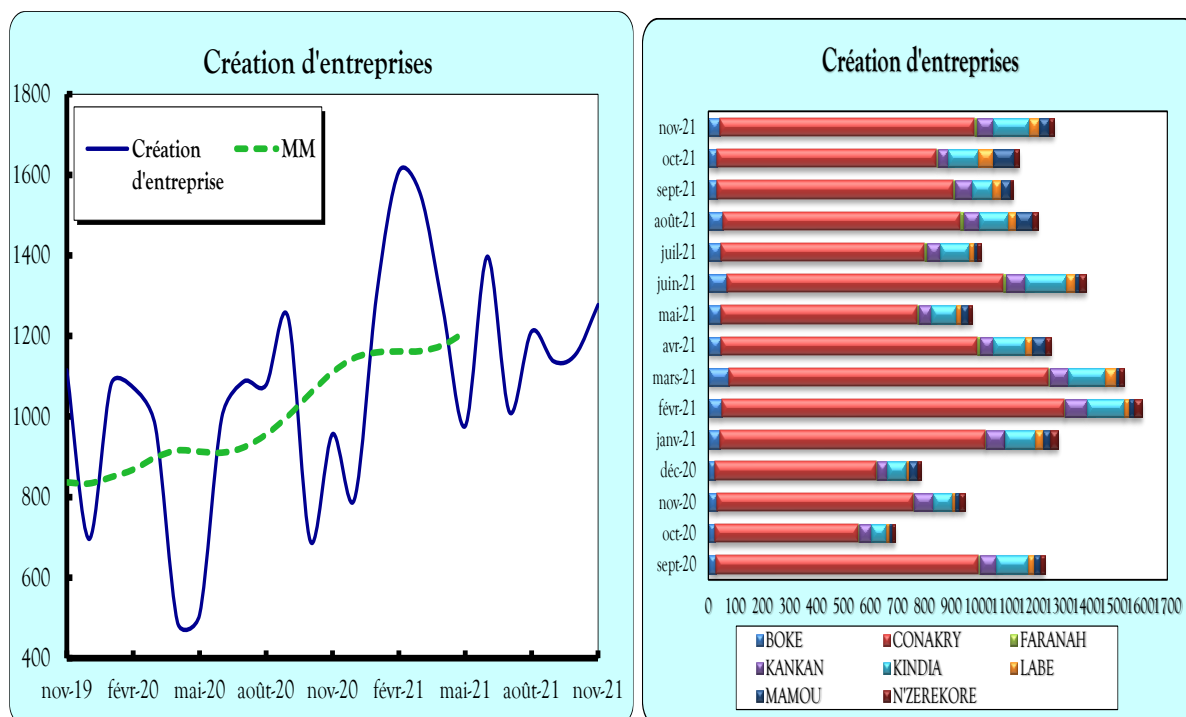 Création d'entreprises
1800
1600
1400
1200
1000
800
600
400
Création d'entreprise
MM
nov-19 févr-20 mai-20 août-20 nov-20 févr-21 mai-21 août-21 nov-21
Création d'entreprises
nov-21
oct-21
sept-21
août-21
juil-21
juin-21
mai-21
avr-21
mars-21
févr-21
janv-21
déc-20
nov-20
oct-20
sept-20
0 100 200 300 400 500 600 700 800 900 1000 1100 1200 1300 1400 1500 1600 1700
BOKE CONAKRY FARANAH
KANKAN KINDIA LABE
MAMOU N'ZEREKORE